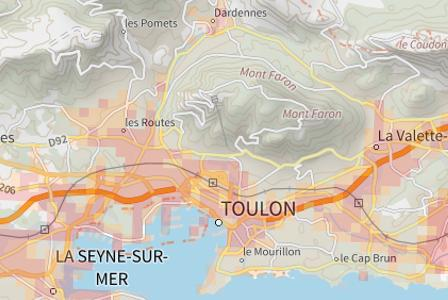 Dardennes
les Pomets
le Coudon
Mont Faron
Mont Faron
les Routes
La Valette-
es
D92
206
TOULON
LA SEYNE-SUR-
MER
le Mourillon
le Cap Brun